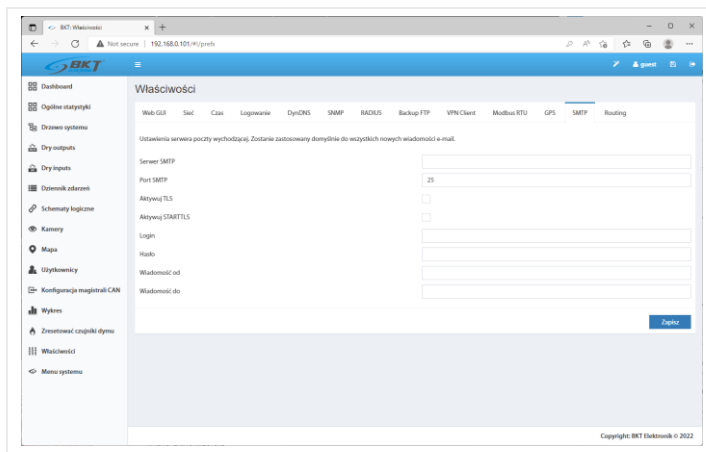 BKT: Właściwości
Not secure | 192.168.0.101/#!/prefs
BKT
guest
Dashboard
Ogólne statystyki
Drzewo systemu
Dry outputs
Dry inputs
Dziennik zdarzeń
Schematy logiczne
Kamery
Mapa
Użytkownicy
Konfiguracja magistrali CAN
Wykres
Zresetować czujniki dymu
Właściwości
Menu systemu
Właściwości
Web GUI Sieć Czas Logowanie DynDNS SNMP RADIUS Backup FTP VPN Client Modbus RTU GPS SMTP Routing
Ustawienia serwera poczty wychodzącej. Zostanie zastosowany domyślnie do wszystkich nowych wiadomości e-mail.
Serwer SMTP
Port SMTP 25
Aktywuj TLS
Aktywuj STARTTLS
Login
Hasło
Wiadomość od
Wiadomość do
Zapisz
Copyright: BKT Elektronik © 2022